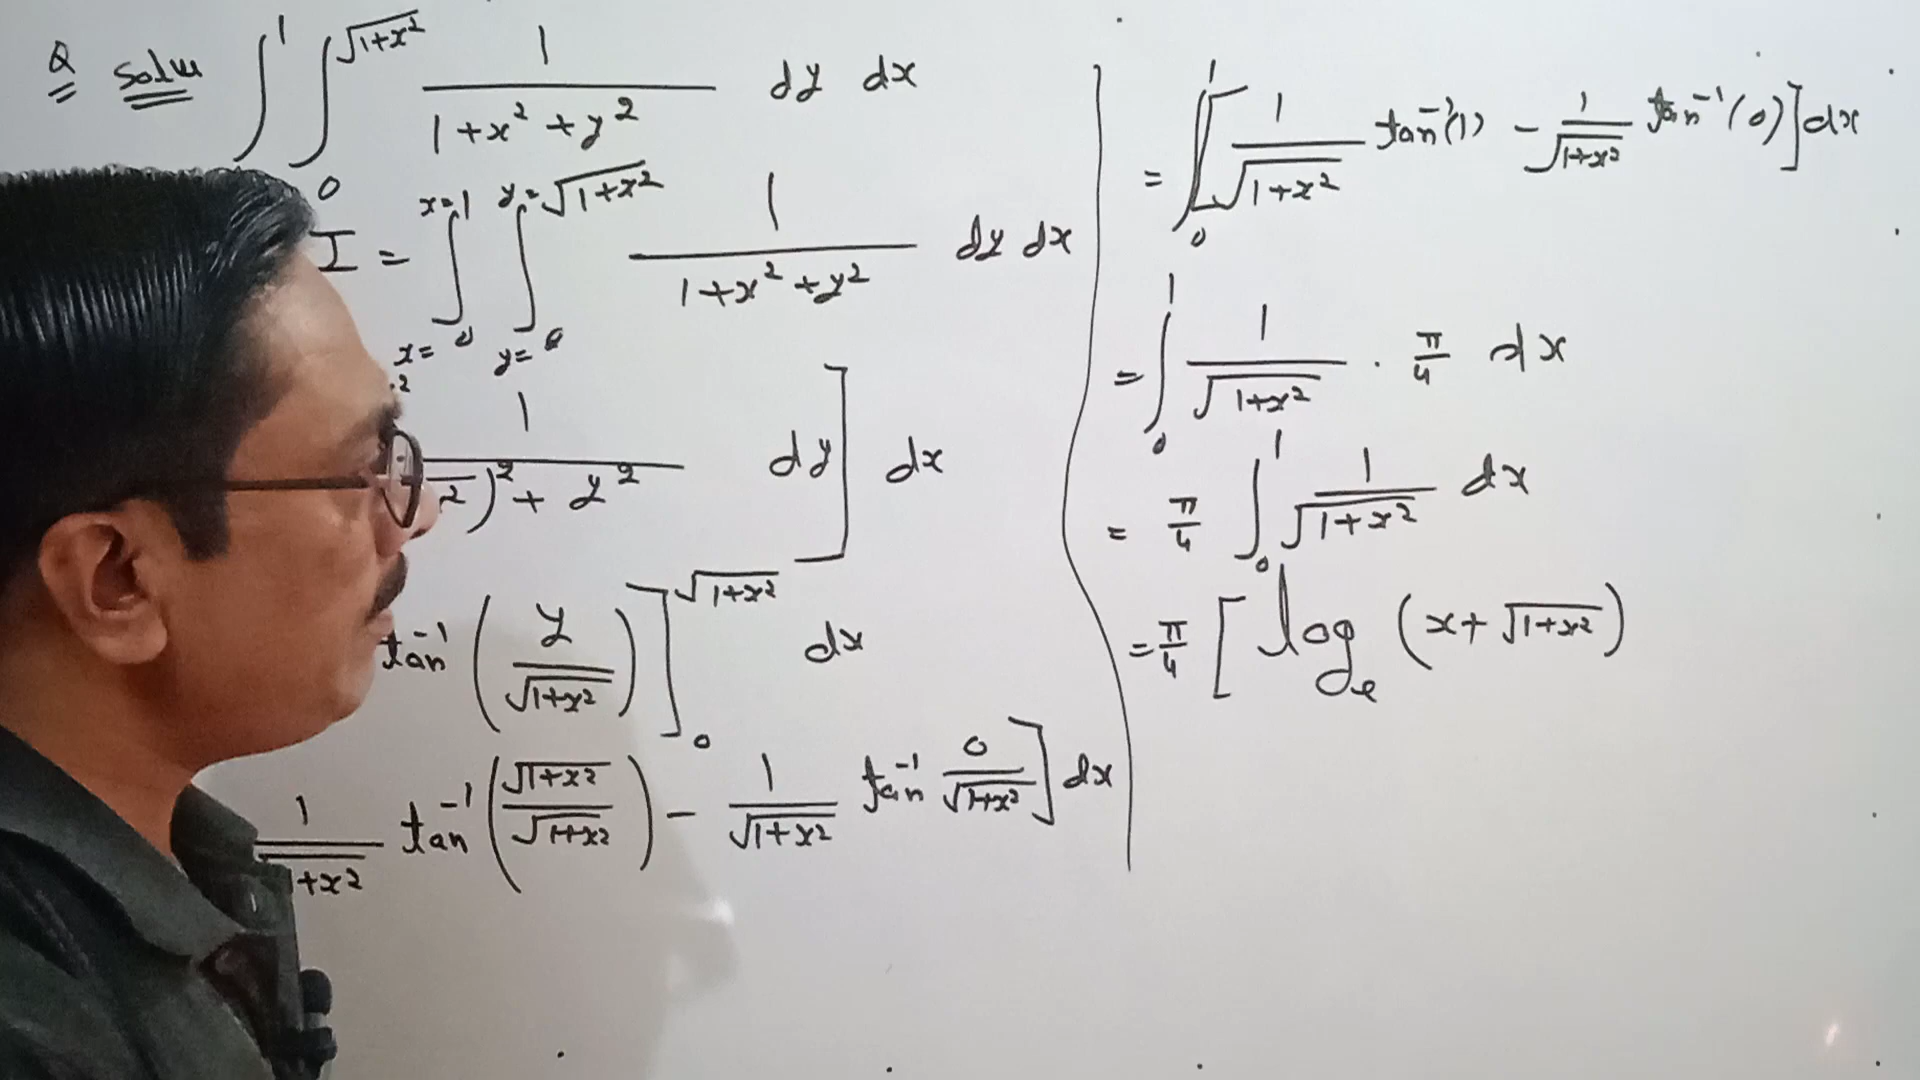 Q Solve ∫^1 ∫_0^√(1+x²) 1/(1+x²+y²) dy dx
I = ∫_{x=0}^{x=1} ∫_{y=0}^{y=√(1+x²)} 1/(1+x²+y²) dy dx
1/( ²)²+y² dy] dx
tan⁻¹(y/√(1+x²))]_0^√(1+x²) dx
1/√(1+x²) tan⁻¹(√(1+x²)/√(1+x²)) − 1/√(1+x²) tan⁻¹ 0/√(1+x²)] dx
= ∫_0^1 [1/√(1+x²) tan⁻¹(1) − 1/√(1+x²) tan⁻¹(0)] dx
= ∫_0^1 1/√(1+x²) · π/4 dx
= π/4 ∫_0^1 1/√(1+x²) dx
= π/4 [log_e (x+√(1+x²))